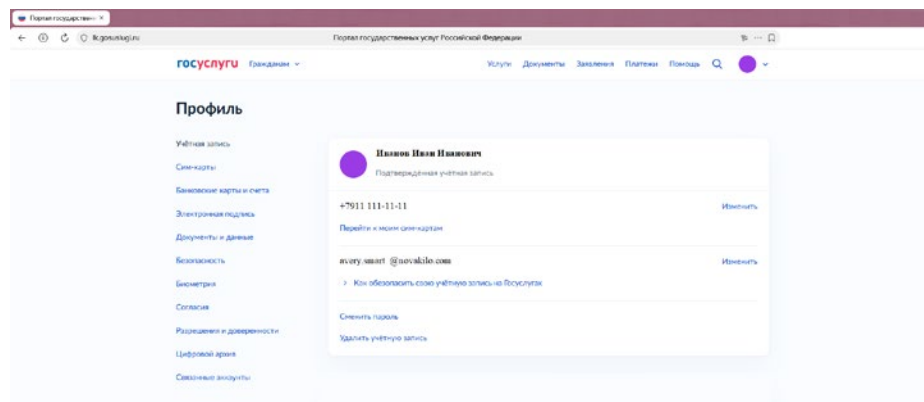 Портал государственн ×
lk.gosuslugi.ru Портал государственных услуг Российской Федерации
госуслуги Гражданам Услуги Документы Заявления Платежи Помощь
Профиль
Учётная запись
Сим-карты
Банковские карты и счета
Электронная подпись
Документы и данные
Безопасность
Биометрия
Согласия
Разрешения и доверенности
Цифровой архив
Связанные аккаунты
Иванов Иван Иванович
Подтверждённая учётная запись
+7911 111-11-11 Изменить
Перейти к моим сим-картам
avery.smart @novakilo.com Изменить
> Как обезопасить свою учётную запись на Госуслугах
Сменить пароль
Удалить учётную запись